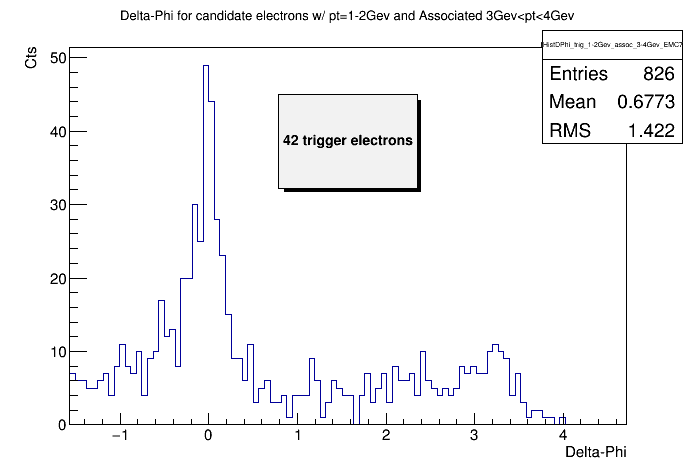 Delta-Phi for candidate electrons w/ pt=1-2Gev and Associated 3Gev<pt<4Gev
Cts
HistDPhi_trig_1-2Gev_assoc_3-4Gev_EMC7
Entries 826
Mean 0.6773
RMS 1.422
42 trigger electrons
50
40
30
20
10
0
−1 0 1 2 3 4
Delta-Phi